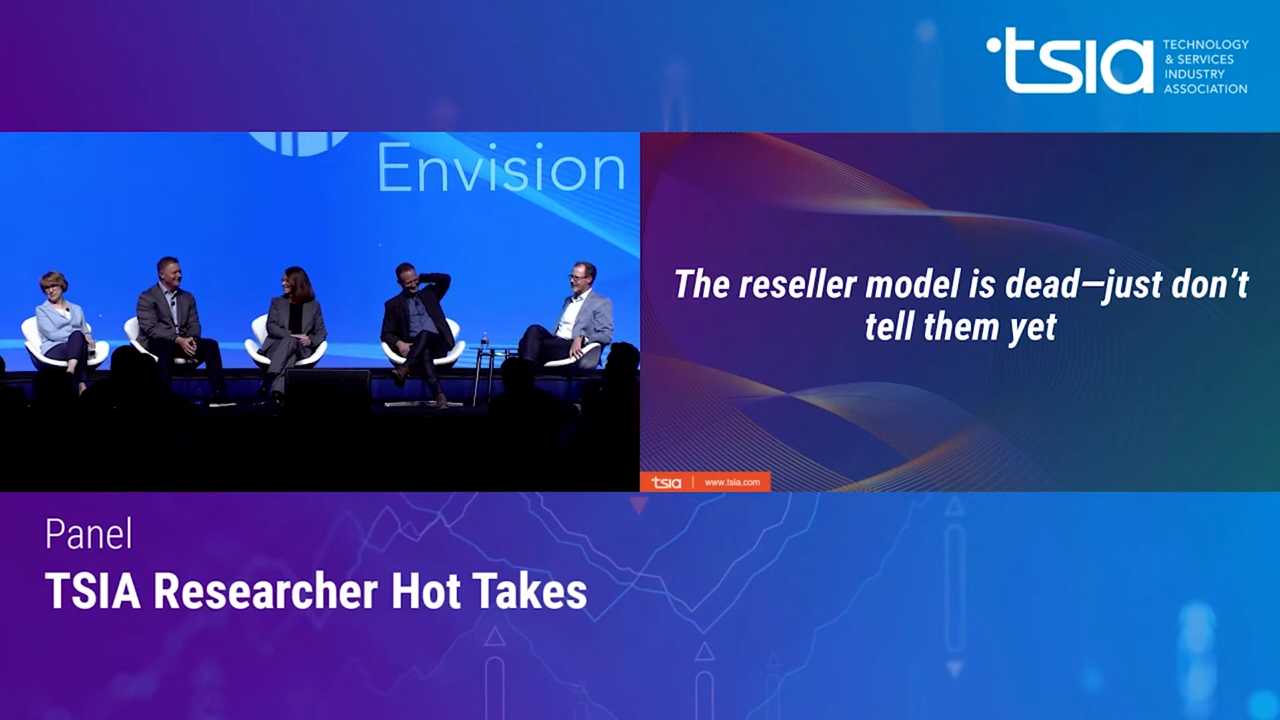 tsia
TECHNOLOGY
& SERVICES
INDUSTRY
ASSOCIATION
Envision
The reseller model is dead—just don't
tell them yet
tsia | www.tsia.com
Panel
TSIA Researcher Hot Takes